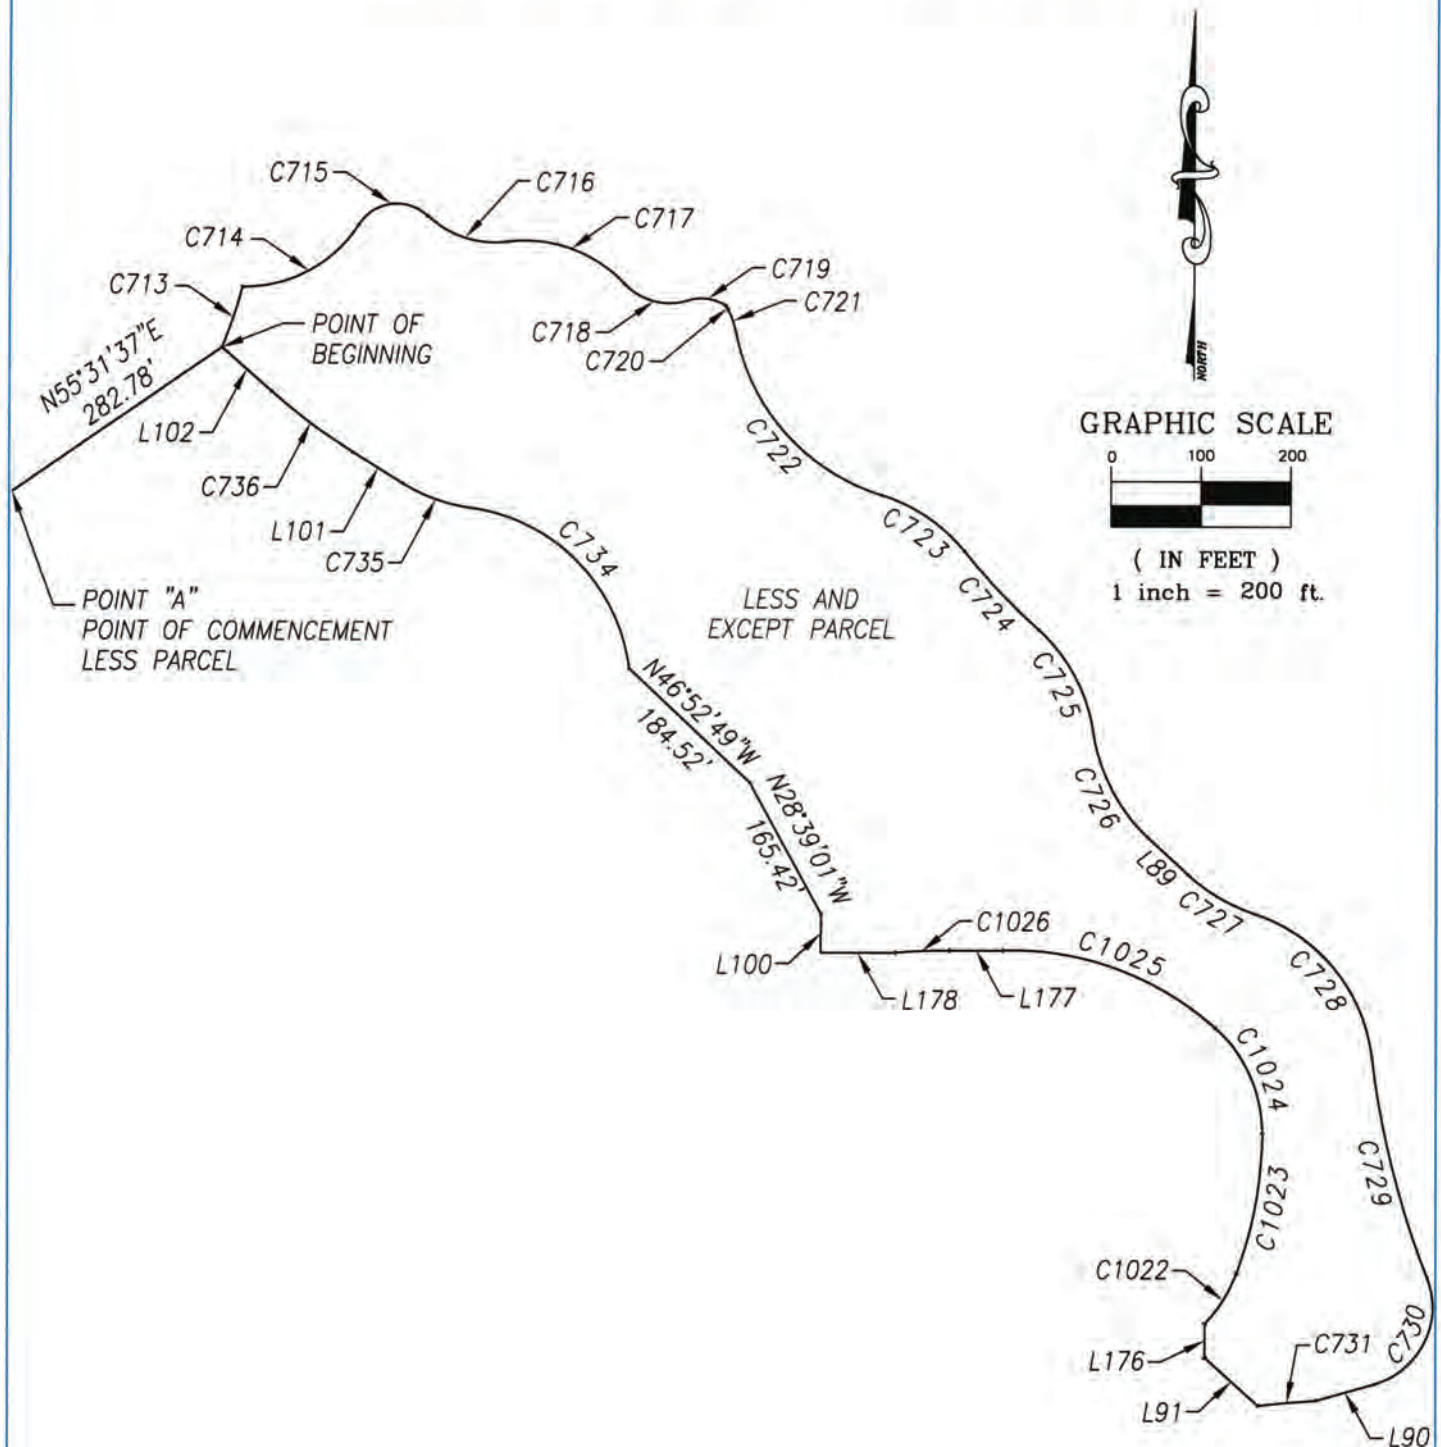 C715
C716
C717
C714
C713
C719
C721
POINT OF
BEGINNING
C718
C720
N55°31'37"E
282.78'
L102
C736
L101
C735
C734
POINT "A"
POINT OF COMMENCEMENT
LESS PARCEL
C722
C723
C724
C725
C726
LESS AND
EXCEPT PARCEL
NORTH
GRAPHIC SCALE
0 100 200
( IN FEET )
1 inch = 200 ft.
N46°52'49"W
184.52'
N28°39'01"W
165.42'
L89
C727
C728
L100
L178
C1026
L177
C1025
C1024
C1023
C729
C1022
L176
L91
C731
C730
L90